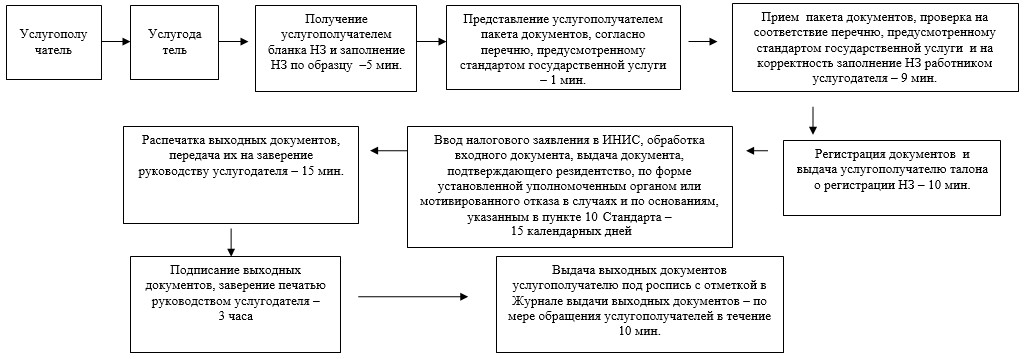 Услугополу
чатель
Услугода
тель
Получение
услугополучателем
бланка НЗ и заполнение
НЗ по образцу –5 мин.
Представление услугополучателем
пакета документов, согласно
перечню, предусмотренному
стандартом государственной услуги
– 1 мин.
Прием пакета документов, проверка на
соответствие перечню, предусмотренному
стандартом государственной услуги и на
корректность заполнение НЗ работником
услугодателя – 9 мин.
Регистрация документов и
выдача услугополучателю талона
о регистрации НЗ – 10 мин.
Ввод налогового заявления в ИНИС, обработка
входного документа, выдача документа,
подтверждающего резидентство, по форме
установленной уполномоченным органом или
мотивированного отказа в случаях и по основаниям,
указанным в пункте 10 Стандарта –
15 календарных дней
Распечатка выходных документов,
передача их на заверение
руководству услугодателя – 15 мин.
Подписание выходных
документов, заверение печатью
руководством услугодателя –
3 часа
Выдача выходных документов
услугополучателю под роспись с отметкой в
Журнале выдачи выходных документов – по
мере обращения услугополучателей в течение
10 мин.